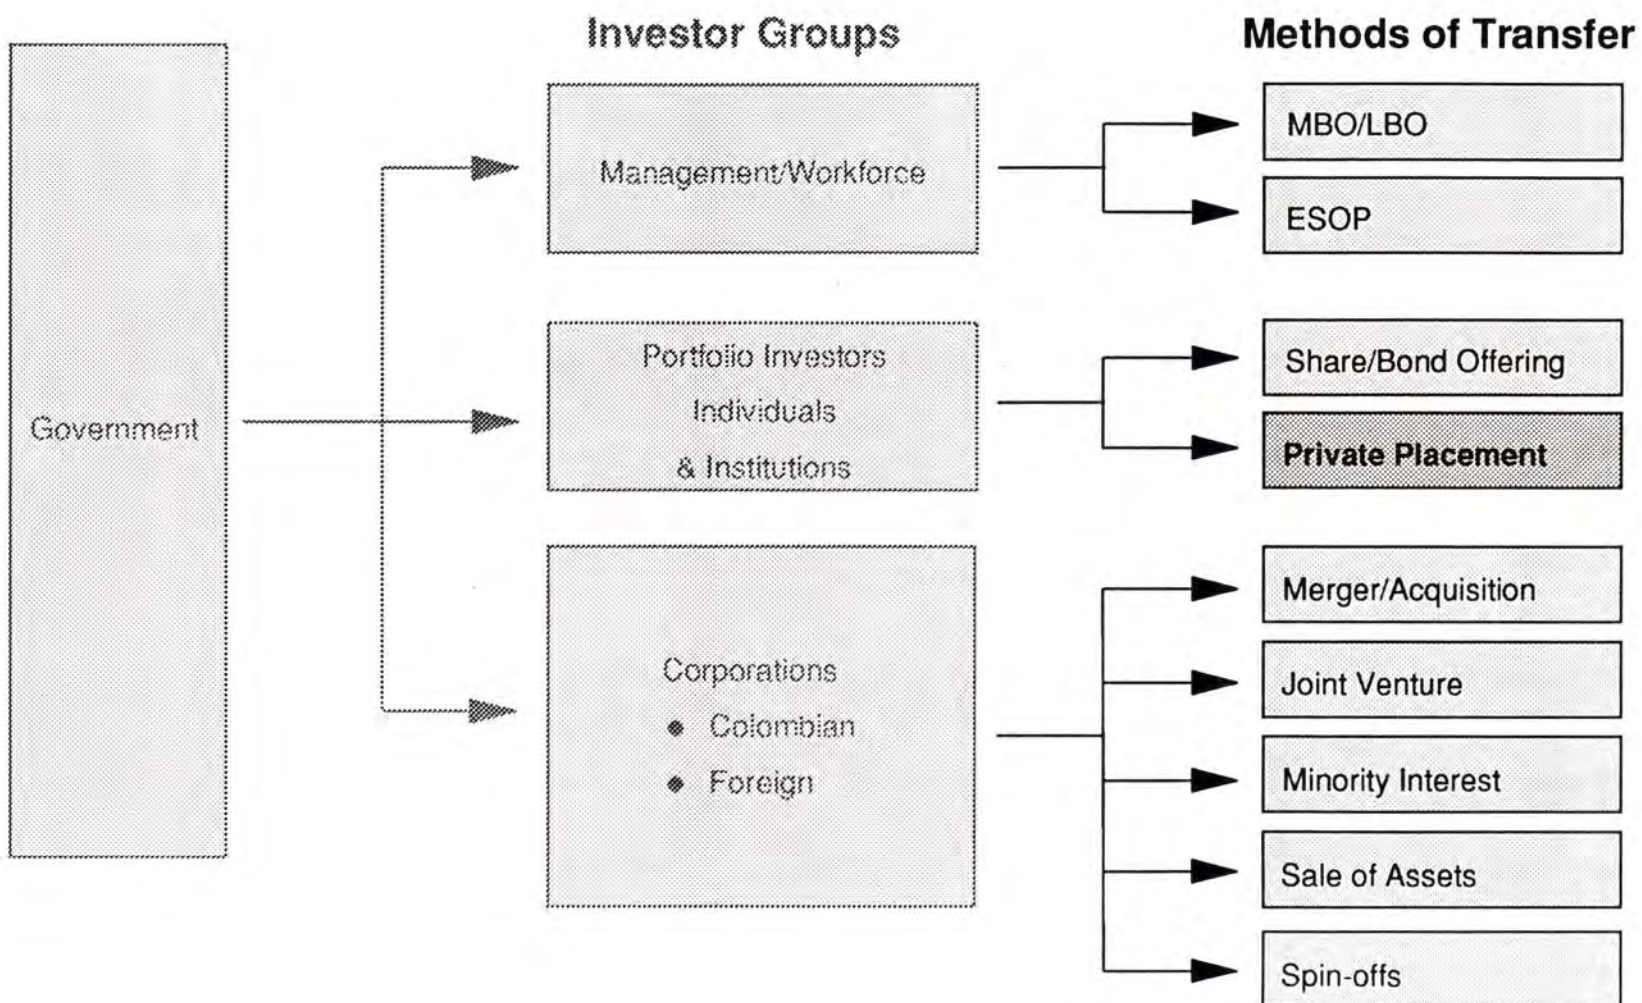 Investor Groups
Methods of Transfer
Government
Management/Workforce
MBO/LBO
ESOP
Portfolio Investors
Individuals
& Institutions
Share/Bond Offering
Private Placement
Corporations
• Colombian
• Foreign
Merger/Acquisition
Joint Venture
Minority Interest
Sale of Assets
Spin-offs